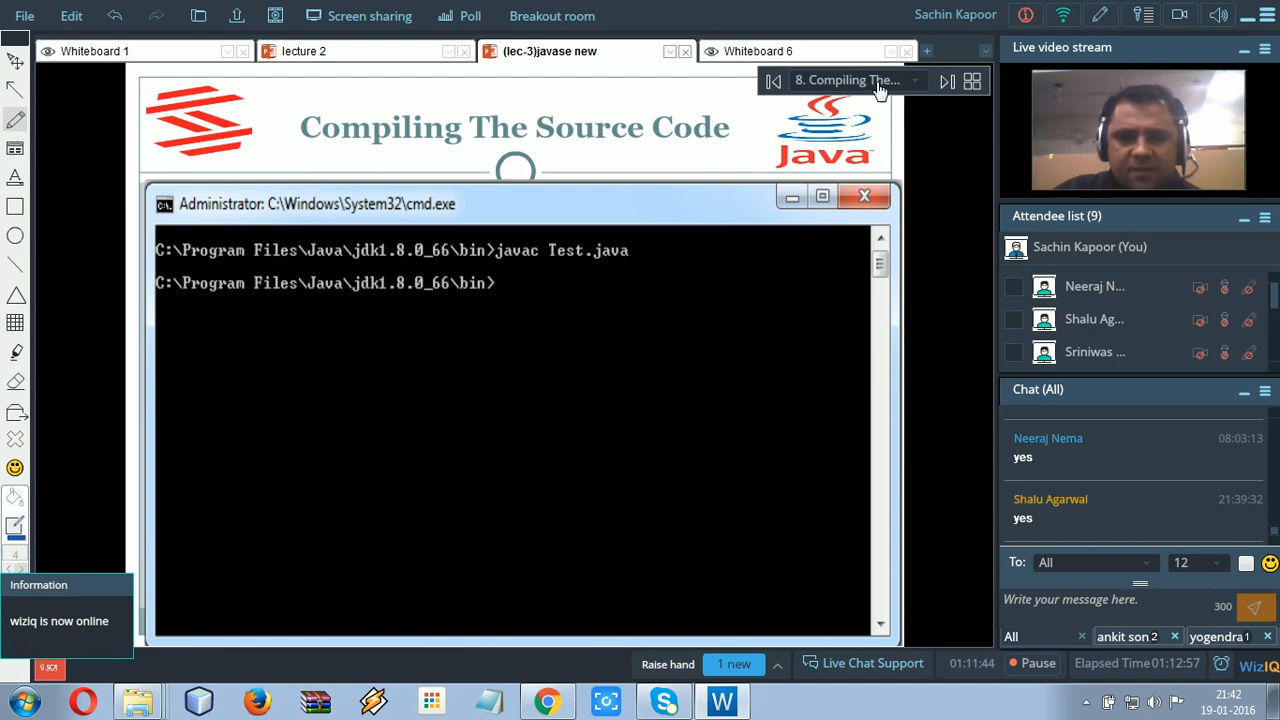 File
Edit
Screen sharing
Poll
Breakout room
Sachin Kapoor
Whiteboard 1
lecture 2
(lec-3)javase new
Whiteboard 6
Live video stream
8. Compiling The...
Compiling The Source Code
Java
Administrator: C:\Windows\System32\cmd.exe
C:\Program Files\Java\jdk1.8.0_66\bin>javac Test.java
C:\Program Files\Java\jdk1.8.0_66\bin>
Attendee list (9)
Sachin Kapoor (You)
Neeraj N...
Shalu Ag...
Sriniwas ...
Chat (All)
Neeraj Nema 08:03:13
yes
Shalu Agarwal 21:39:32
yes
To: All 12
Write your message here. 300
All
ankit son 2
yogendra 1
4
Information
wiziq is now online
Raise hand
1 new
Live Chat Support
01:11:44
Pause
Elapsed Time 01:12:57
WizIQ
21:42
19-01-2016